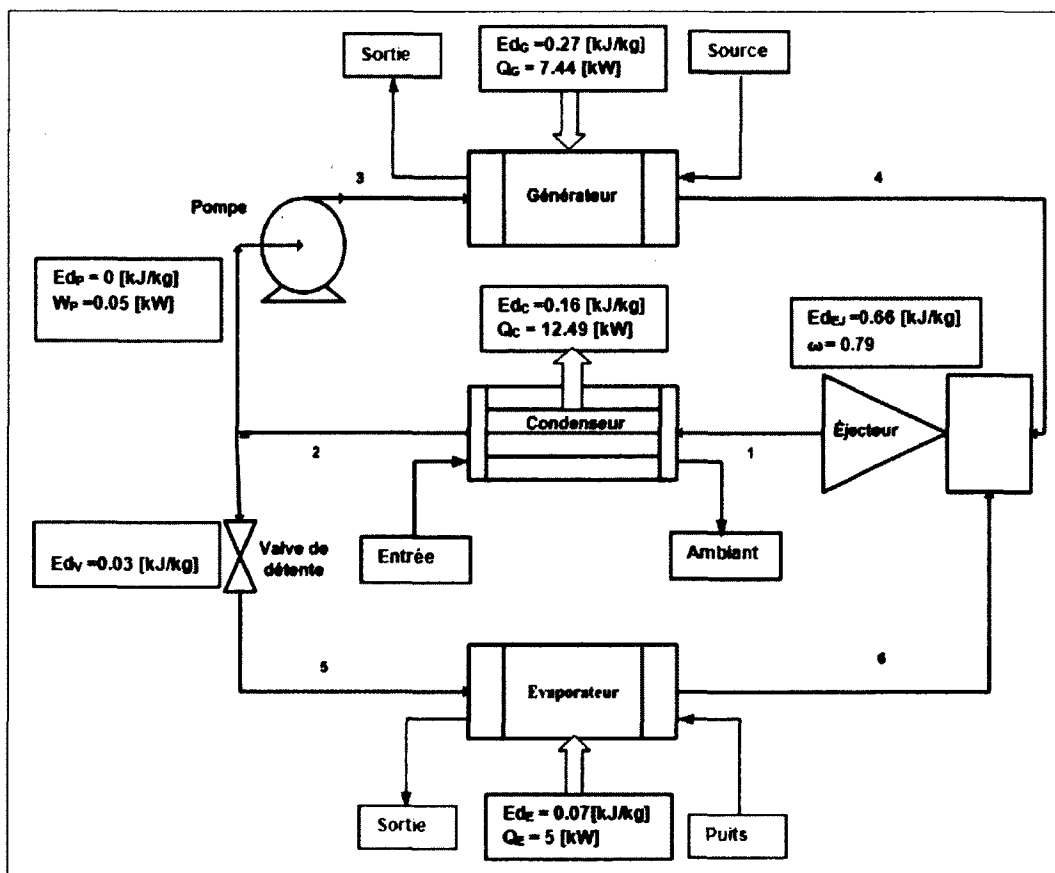 Sortie
Ed_G =0.27 [kJ/kg]
Q_G = 7.44 [kW]
Source
3
Générateur
4
Pompe
Ed_P = 0 [kJ/kg]
W_P =0.05 [kW]
Ed_C =0.16 [kJ/kg]
Q_C = 12.49 [kW]
Ed_EJ =0.66 [kJ/kg]
ω = 0.79
Condenseur
Éjecteur
2
1
Entrée
Ambiant
Ed_V =0.03 [kJ/kg]
Valve de
détente
5
Evaporateur
6
Sortie
Ed_E = 0.07[kJ/kg]
Q_E = 5 [kW]
Puits